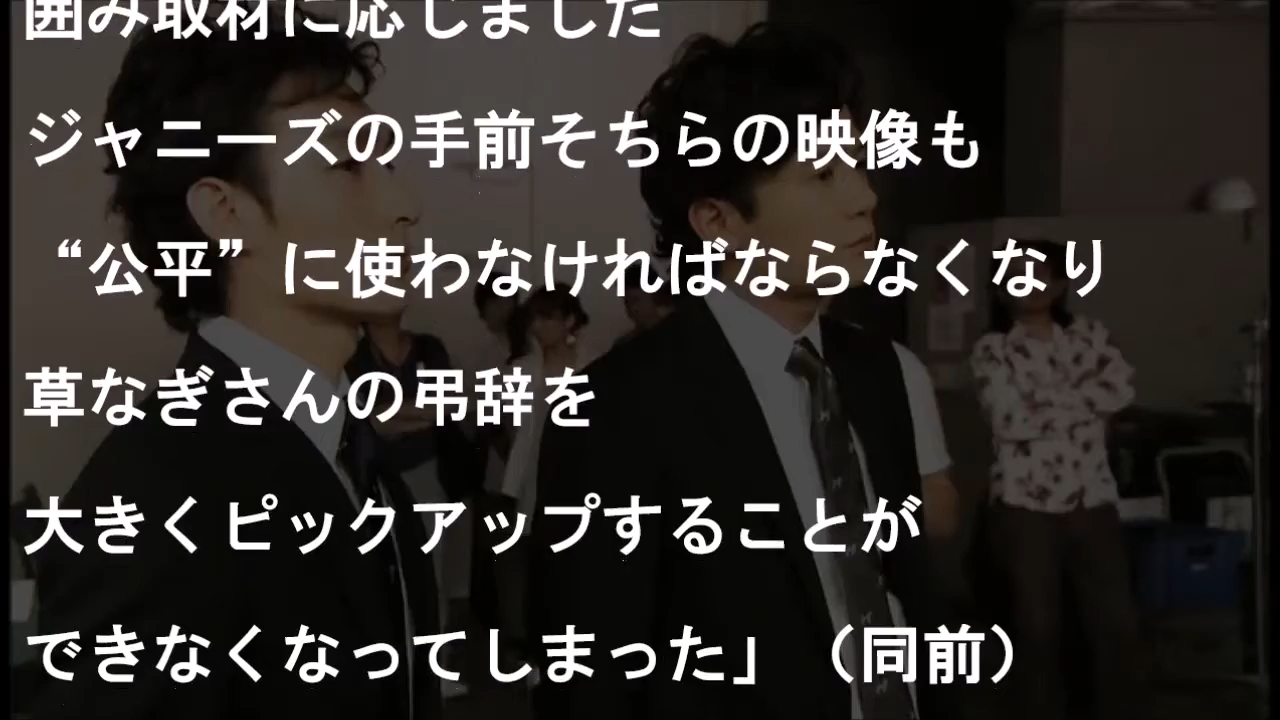 囲み取材に応じました
ジャニーズの手前そちらの映像も
“公平”に使わなければならなくなり
草なぎさんの弔辞を
大きくピックアップすることが
できなくなってしまった」（同前）